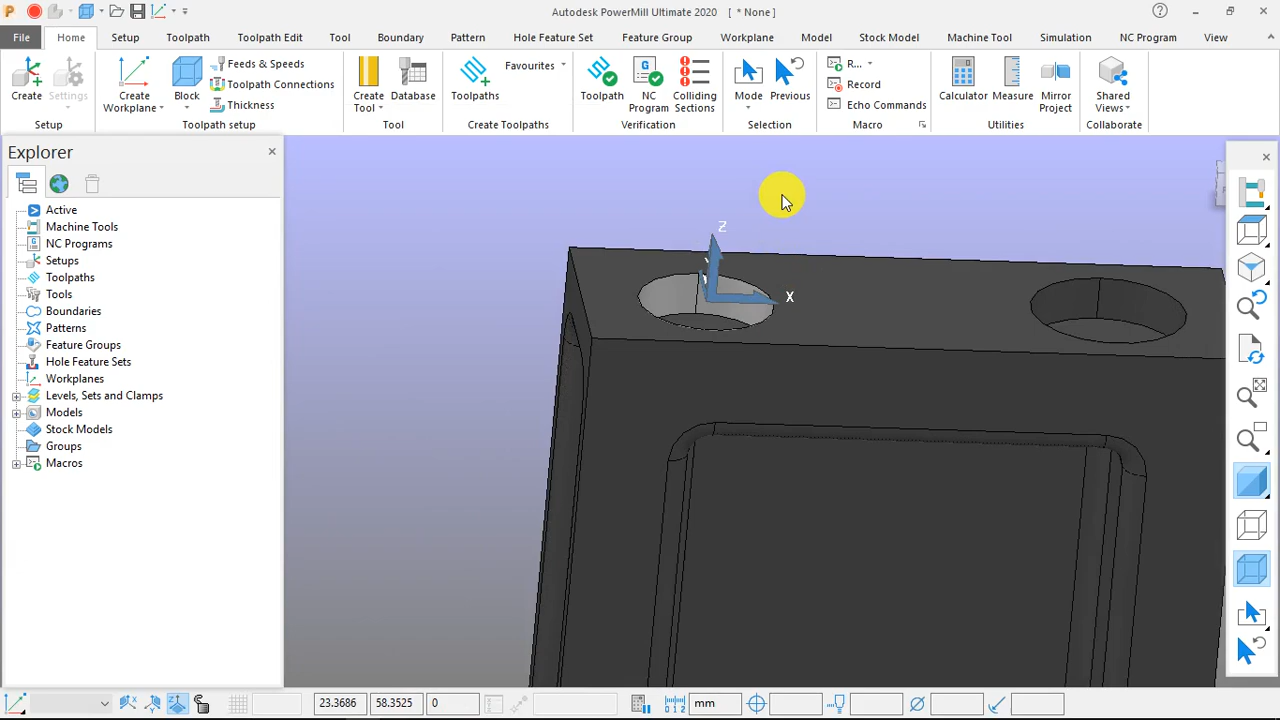 Autodesk PowerMill Ultimate 2020 [ * None ]
File Home Setup Toolpath Toolpath Edit Tool Boundary Pattern Hole Feature Set Feature Group Workplane Model Stock Model Machine Tool Simulation NC Program View
Create
Settings
Setup
Create
Workplane
Block
Feeds & Speeds
Toolpath Connections
Thickness
Toolpath setup
Create
Tool
Database
Tool
Toolpaths
Favourites
Create Toolpaths
Toolpath
NC
Program
Colliding
Sections
Verification
Mode
Previous
Selection
R...
Record
Echo Commands
Macro
Calculator
Measure
Mirror
Project
Utilities
Shared
Views
Collaborate
Explorer
Active
Machine Tools
NC Programs
Setups
Toolpaths
Tools
Boundaries
Patterns
Feature Groups
Hole Feature Sets
Workplanes
Levels, Sets and Clamps
Models
Stock Models
Groups
Macros
Z
X
23.3686 58.3525 0 mm